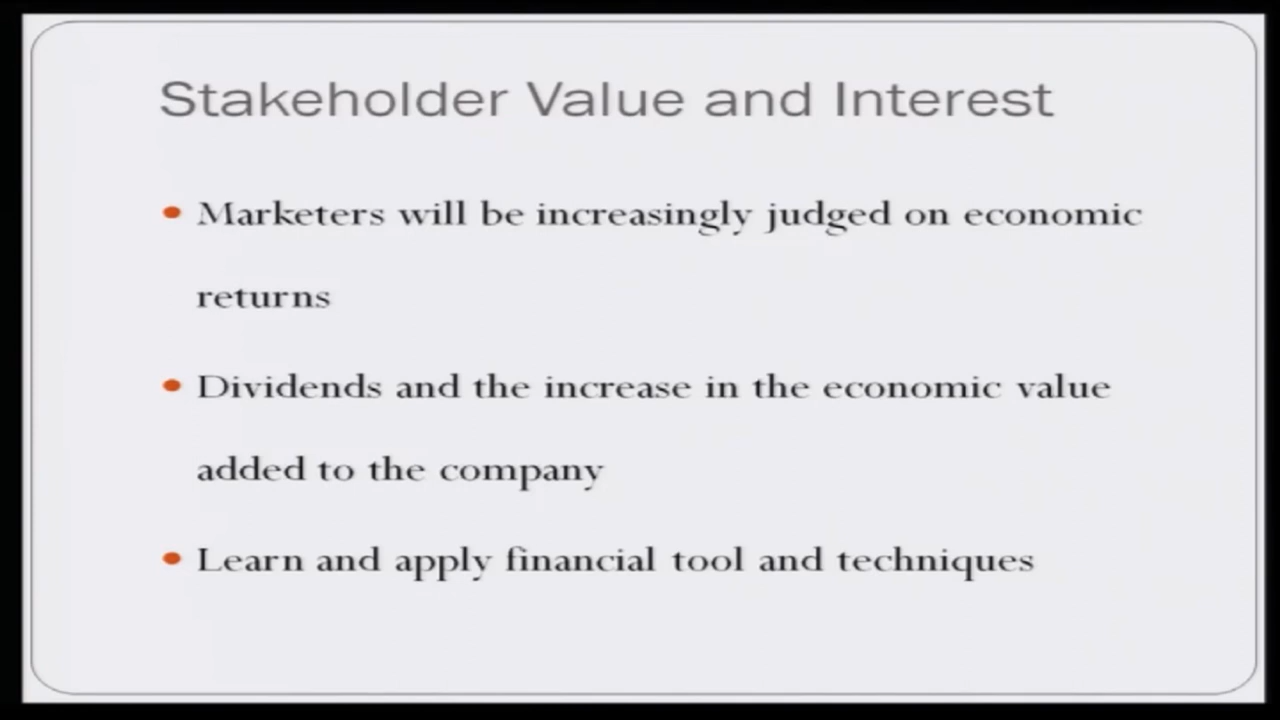 Stakeholder Value and Interest
• Marketers will be increasingly judged on economic
returns
• Dividends and the increase in the economic value
added to the company
• Learn and apply financial tool and techniques